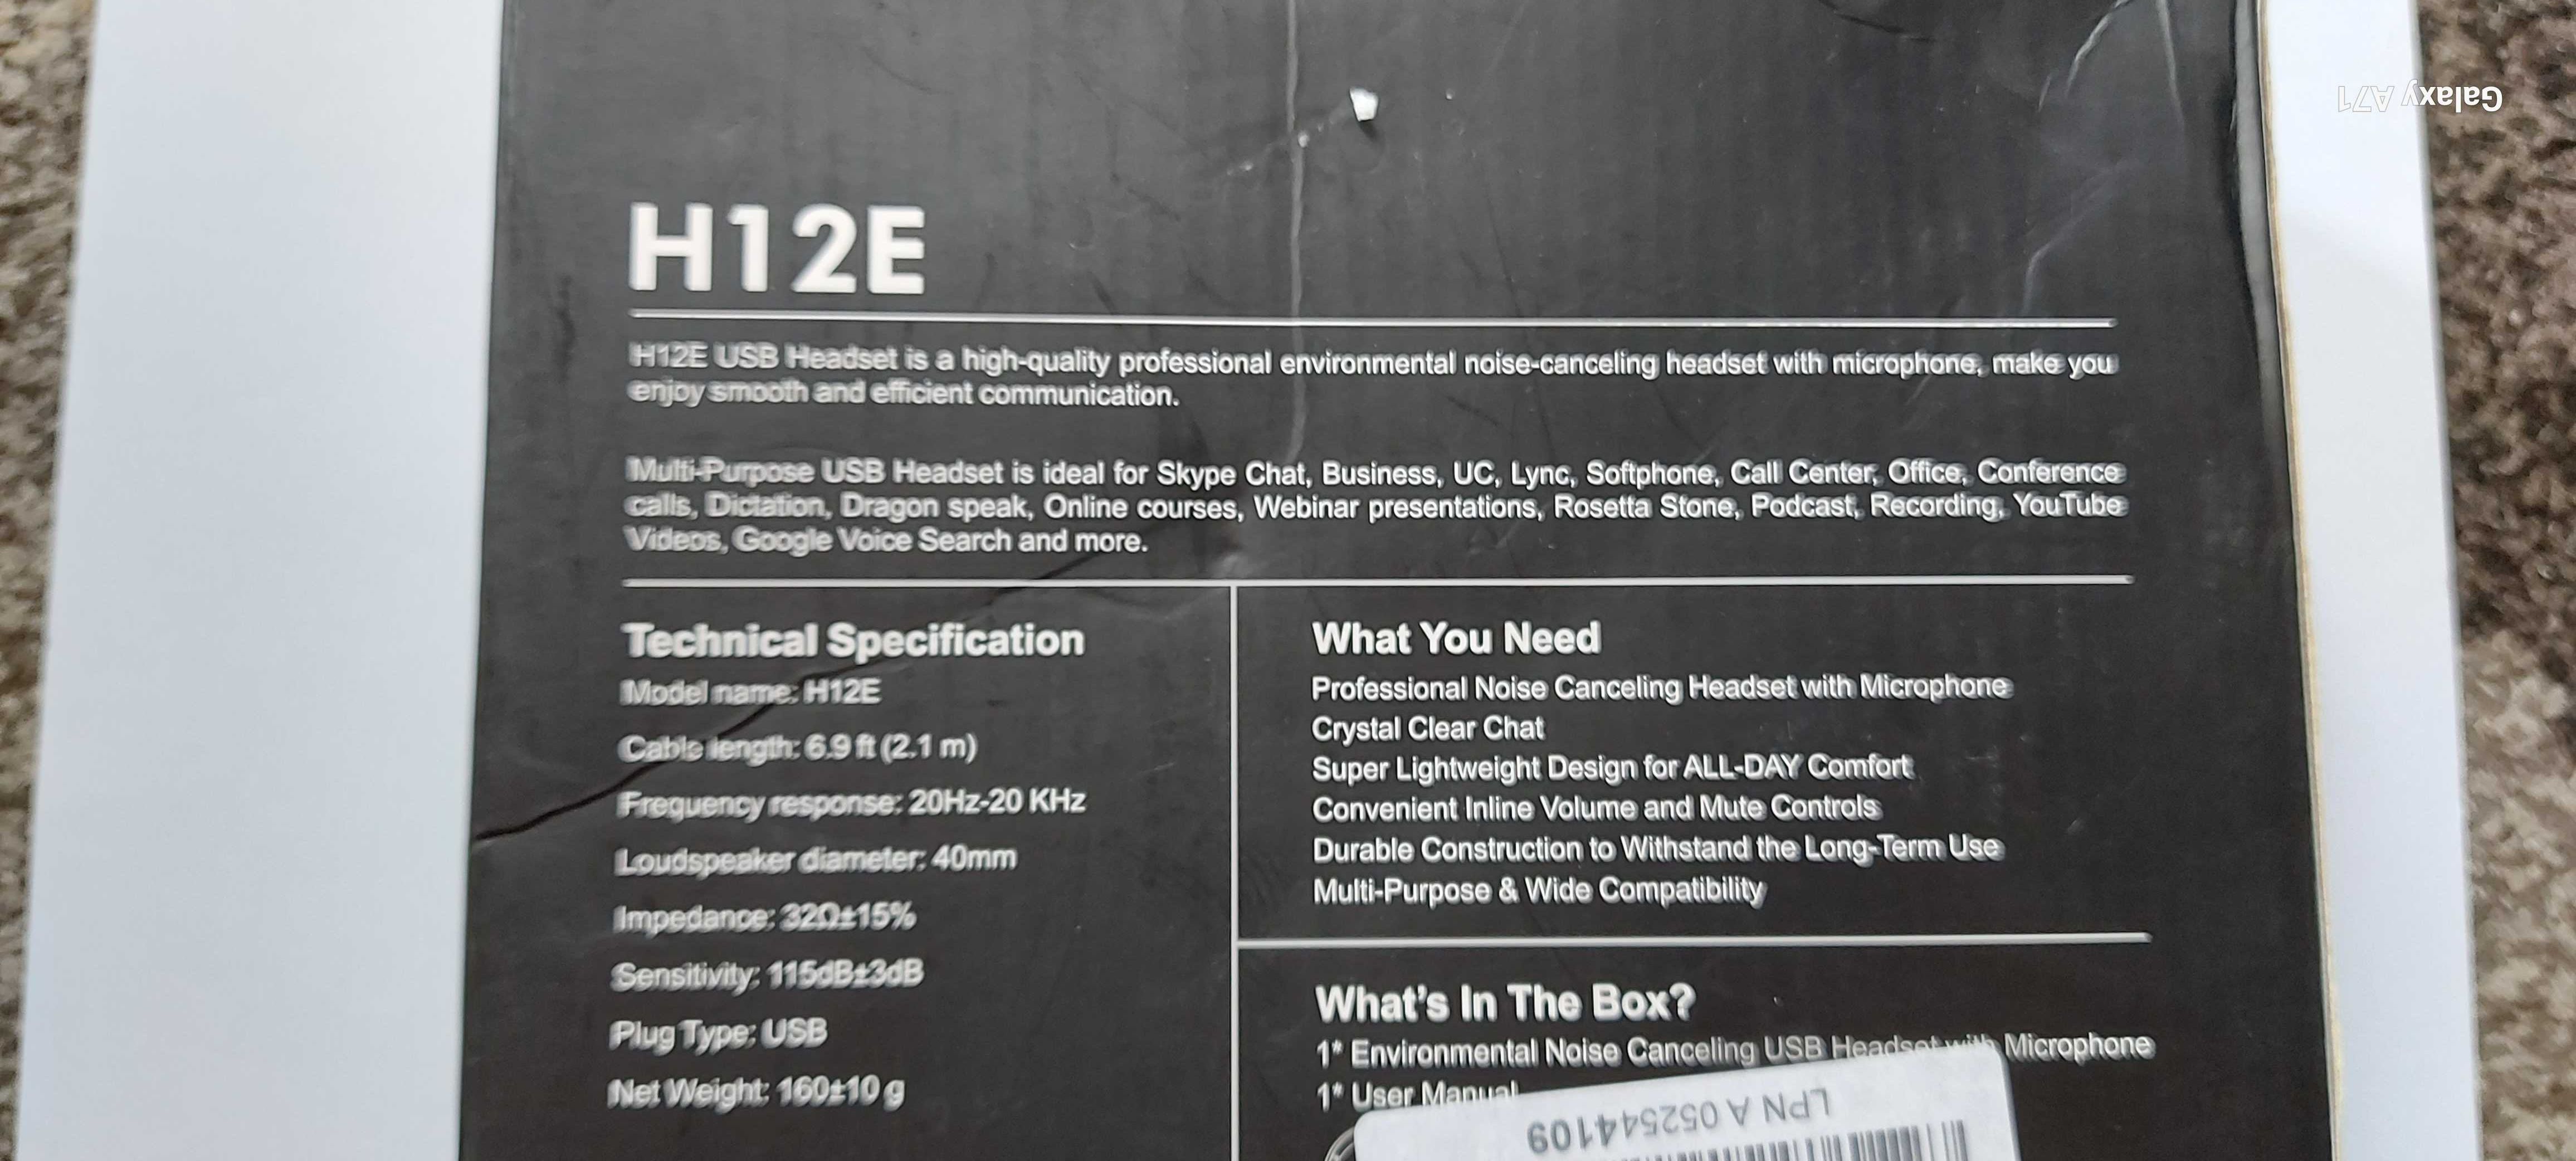 Galaxy A71
H12E
H12E USB Headset is a high-quality professional environmental noise-canceling headset with microphone, make you
enjoy smooth and efficient communication.
Multi-Purpose USB Headset is ideal for Skype Chat, Business, UC, Lync, Softphone, Call Center, Office, Conference
calls, Dictation, Dragon speak, Online courses, Webinar presentations, Rosetta Stone, Podcast, Recording, YouTube
Videos, Google Voice Search and more.
Technical Specification
Model name: H12E
Cable length: 6.9 ft (2.1 m)
Frequency response: 20Hz-20 KHz
Loudspeaker diameter: 40mm
Impedance: 32Ω±15%
Sensitivity: 115dB±3dB
Plug Type: USB
Net Weight: 160±10 g
What You Need
Professional Noise Canceling Headset with Microphone
Crystal Clear Chat
Super Lightweight Design for ALL-DAY Comfort
Convenient Inline Volume and Mute Controls
Durable Construction to Withstand the Long-Term Use
Multi-Purpose & Wide Compatibility
What's In The Box?
1* Environmental Noise Canceling USB Headset with Microphone
1* User Manual
LPN A 052544109